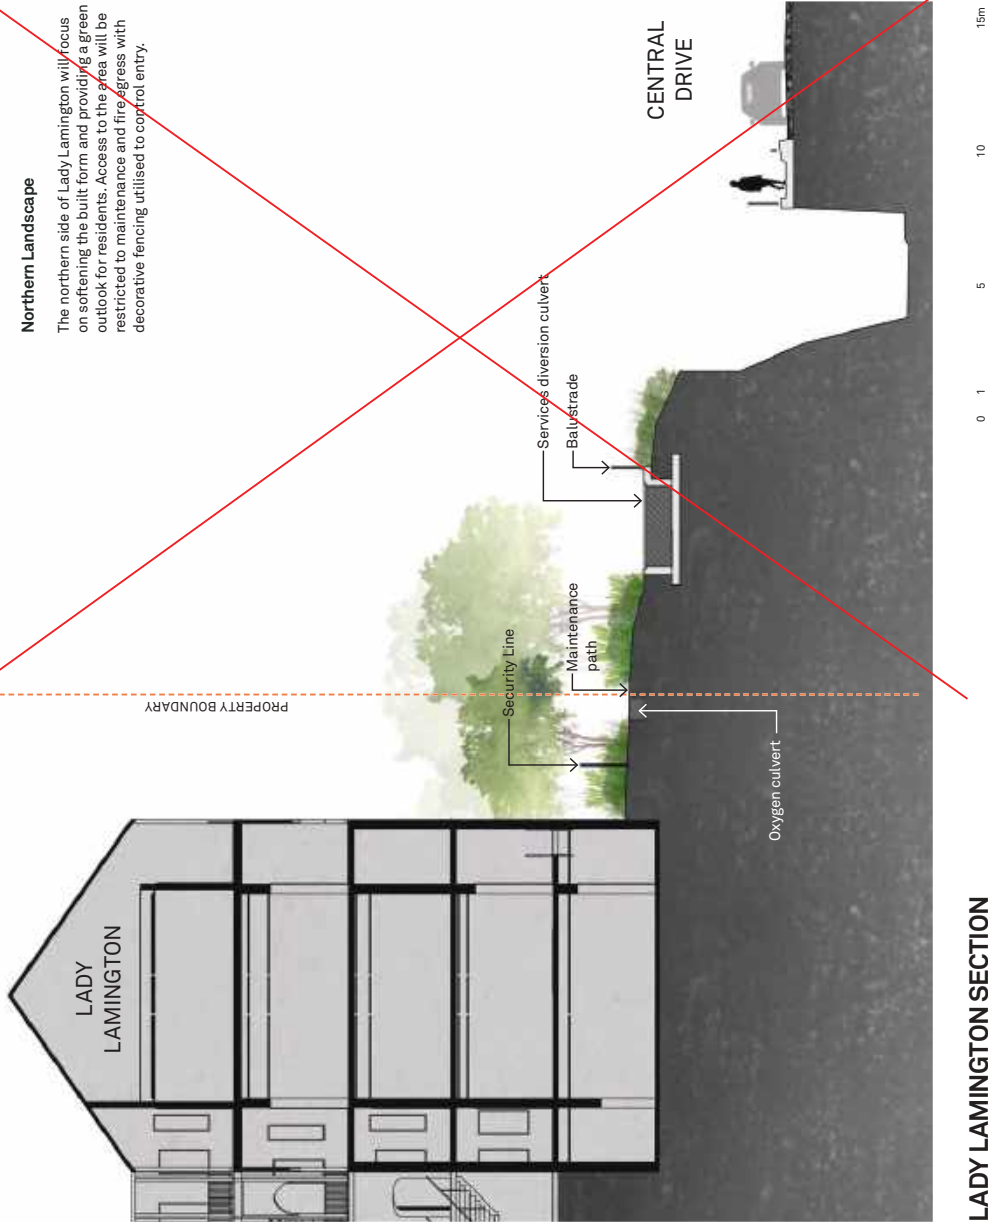 Northern Landscape
The northern side of Lady Lamington will focus
on softening the built form and providing a green
outlook for residents. Access to the area will be
restricted to maintenance and fire egress with
decorative fencing utilised to control entry.
LADY
LAMINGTON
PROPERTY BOUNDARY
Security Line
Maintenance
path
Services diversion culvert
Balustrade
CENTRAL
DRIVE
Oxygen culvert
LADY LAMINGTON SECTION
0 1 5 10 15m